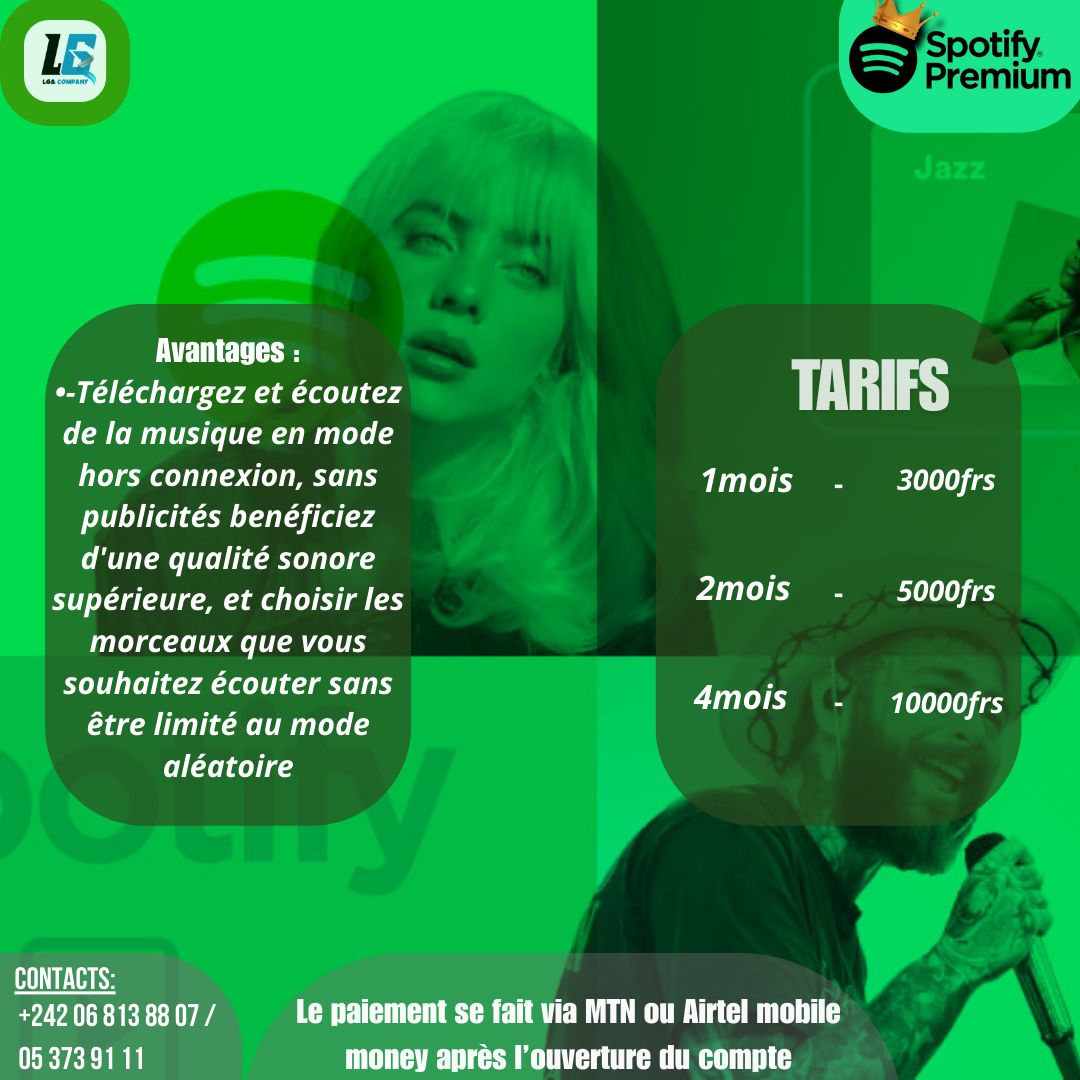 LG& COMPANY
Spotify®
Premium
Jazz
Avantages :
•-Téléchargez et écoutez
de la musique en mode
hors connexion, sans
publicités benéficiez
d'une qualité sonore
supérieure, et choisir les
morceaux que vous
souhaitez écouter sans
être limité au mode
aléatoire
TARIFS
1mois - 3000frs
2mois - 5000frs
4mois - 10000frs
potify
CONTACTS:
+242 06 813 88 07 /
05 373 91 11
Le paiement se fait via MTN ou Airtel mobile
money après l’ouverture du compte